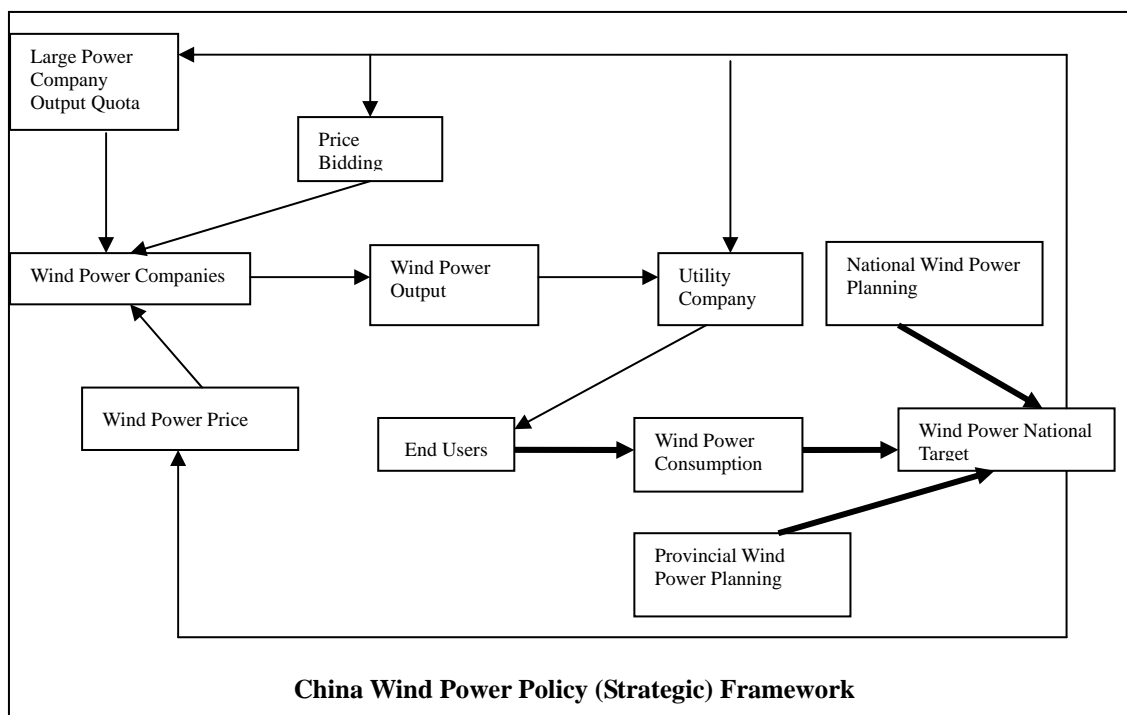 Large Power
Company
Output Quota
Price
Bidding
Wind Power Companies
Wind Power
Output
Utility
Company
National Wind Power
Planning
Wind Power Price
End Users
Wind Power
Consumption
Wind Power National
Target
Provincial Wind
Power Planning
China Wind Power Policy (Strategic) Framework